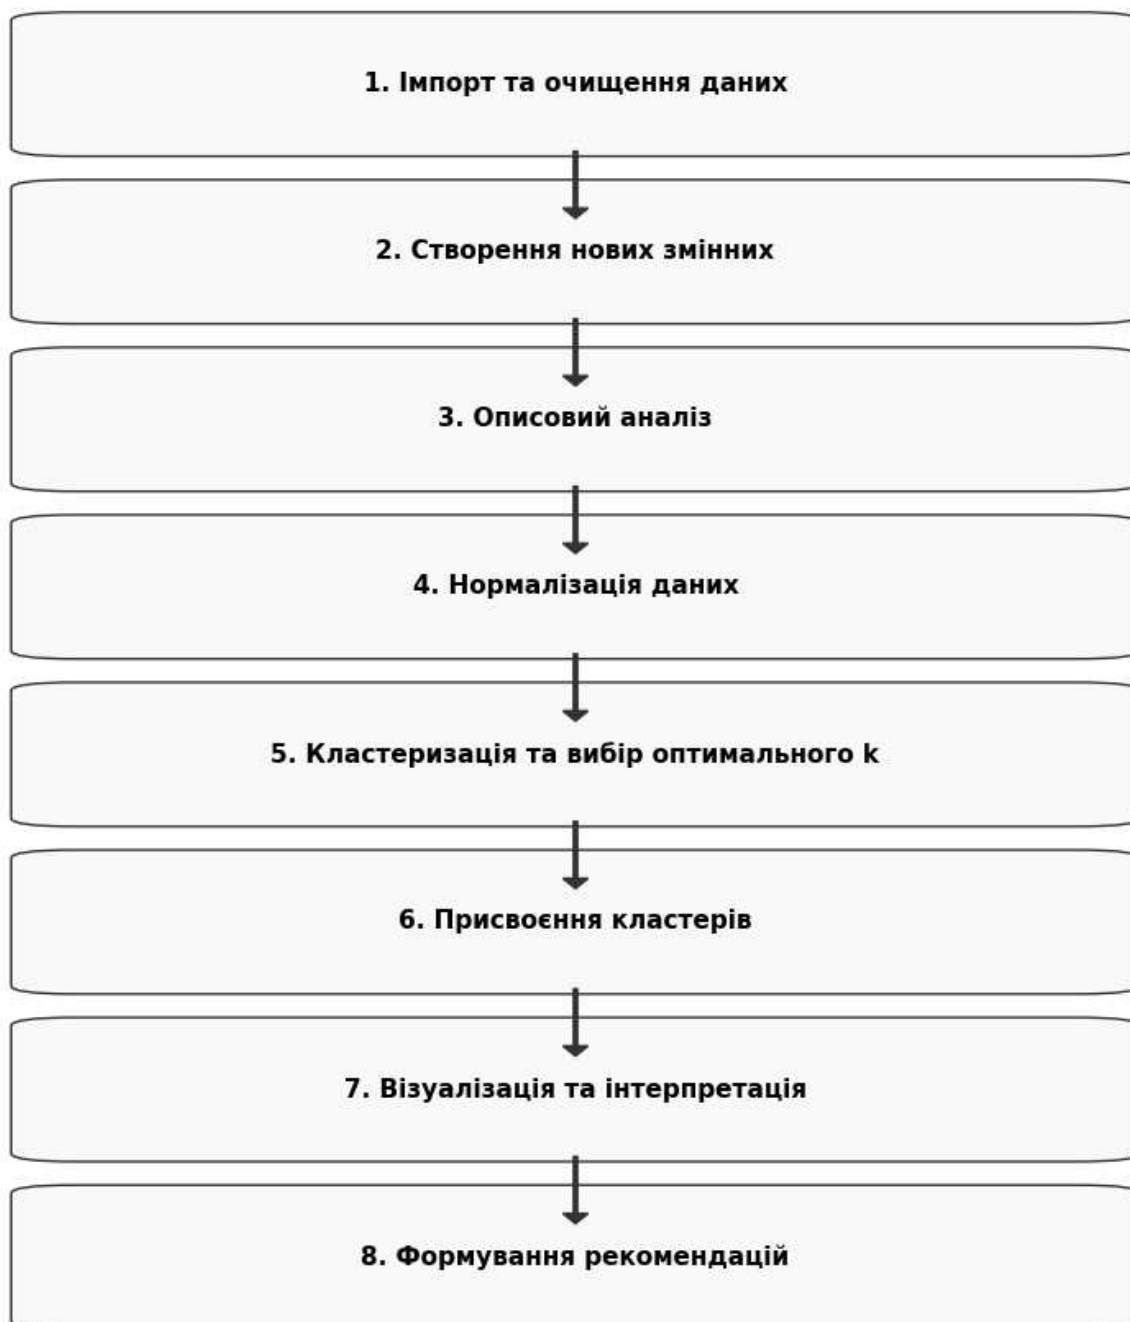 1. Імпорт та очищення даних
2. Створення нових змінних
3. Описовий аналіз
4. Нормалізація даних
5. Кластеризація та вибір оптимального k
6. Присвоєння кластерів
7. Візуалізація та інтерпретація
8. Формування рекомендацій